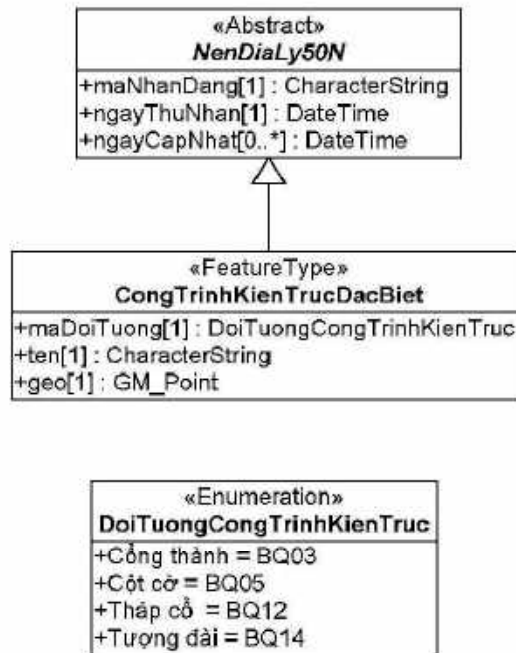 «Abstract»
NenDiaLy50N
+maNhanDang[1] : CharacterString
+ngayThuNhan[1] : DateTime
+ngayCapNhat[0..*] : DateTime
«FeatureType»
CongTrinhKienTrucDacBiet
+maDoiTuong[1] : DoiTuongCongTrinhKienTruc
+ten[1] : CharacterString
+geo[1] : GM_Point
«Enumeration»
DoiTuongCongTrinhKienTruc
+Cổng thành = BQ03
+Cột cờ = BQ05
+Tháp cổ = BQ12
+Tượng đài = BQ14